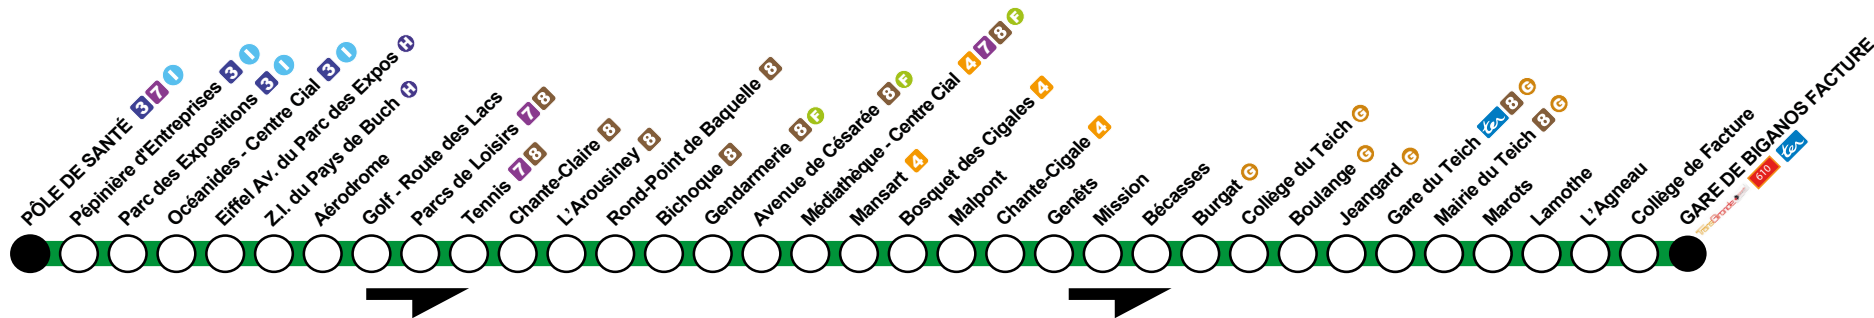 PÔLE DE SANTÉ 3 7 I
Pépinière d'Entreprises 3 I
Parc des Expositions 3 I
Océanides - Centre Cial 3 I
Eiffel Av. du Parc des Expos H
Z.I. du Pays de Buch H
Aérodrome
Golf - Route des Lacs
Parcs de Loisirs 7 8
Tennis 7 8
Chante-Claire 8
L'Arousiney 8
Rond-Point de Baquelle 8
Bichoque 8
Gendarmerie 8 F
Avenue de Césarée 8 F
Médiathèque - Centre Cial 4 7 8 F
Mansart 4
Bosquet des Cigales 4
Malpont
Chante-Cigale 4
Genêts
Mission
Bécasses
Burgat G
Collège du Teich G
Boulange G
Jeangard G
Gare du Teich ter 8 G
Mairie du Teich 8 G
Marots
Lamothe
L'Agneau
Collège de Facture
GARE DE BIGANOS FACTURE
TransGironde 610 ter